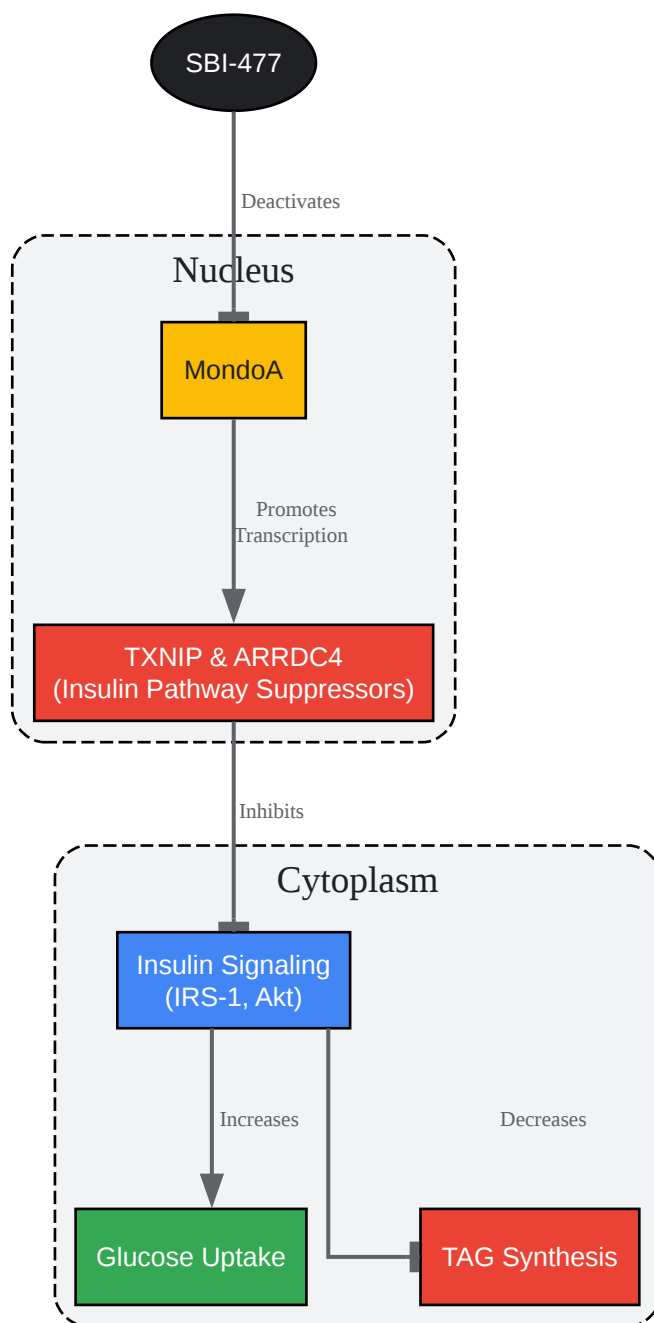 SBI-477
Deactivates
Nucleus
MondoA
Promotes
Transcription
TXNIP & ARRDC4
(Insulin Pathway Suppressors)
Inhibits
Cytoplasm
Insulin Signaling
(IRS-1, Akt)
Increases
Decreases
Glucose Uptake
TAG Synthesis